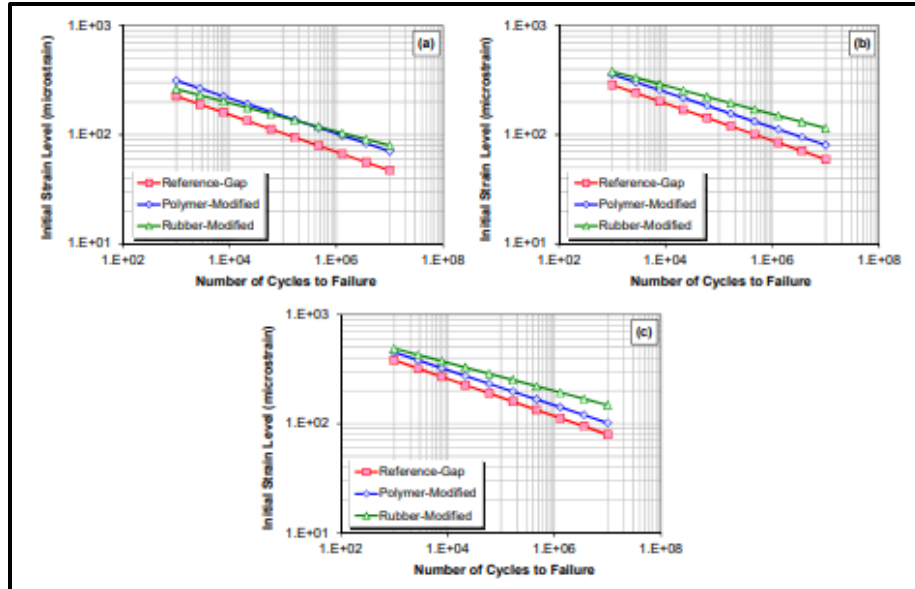 (a)
Initial Strain Level (microstrain)
1.E+03
1.E+02
1.E+01
Reference-Gap
Polymer-Modified
Rubber-Modified
1.E+02 1.E+04 1.E+06 1.E+08
Number of Cycles to Failure
(b)
Initial Strain Level (microstrain)
1.E+03
1.E+02
1.E+01
Reference-Gap
Polymer-Modified
Rubber-Modified
1.E+02 1.E+04 1.E+06 1.E+08
Number of Cycles to Failure
(c)
Initial Strain Level (microstrain)
1.E+03
1.E+02
1.E+01
Reference-Gap
Polymer-Modified
Rubber-Modified
1.E+02 1.E+04 1.E+06 1.E+08
Number of Cycles to Failure